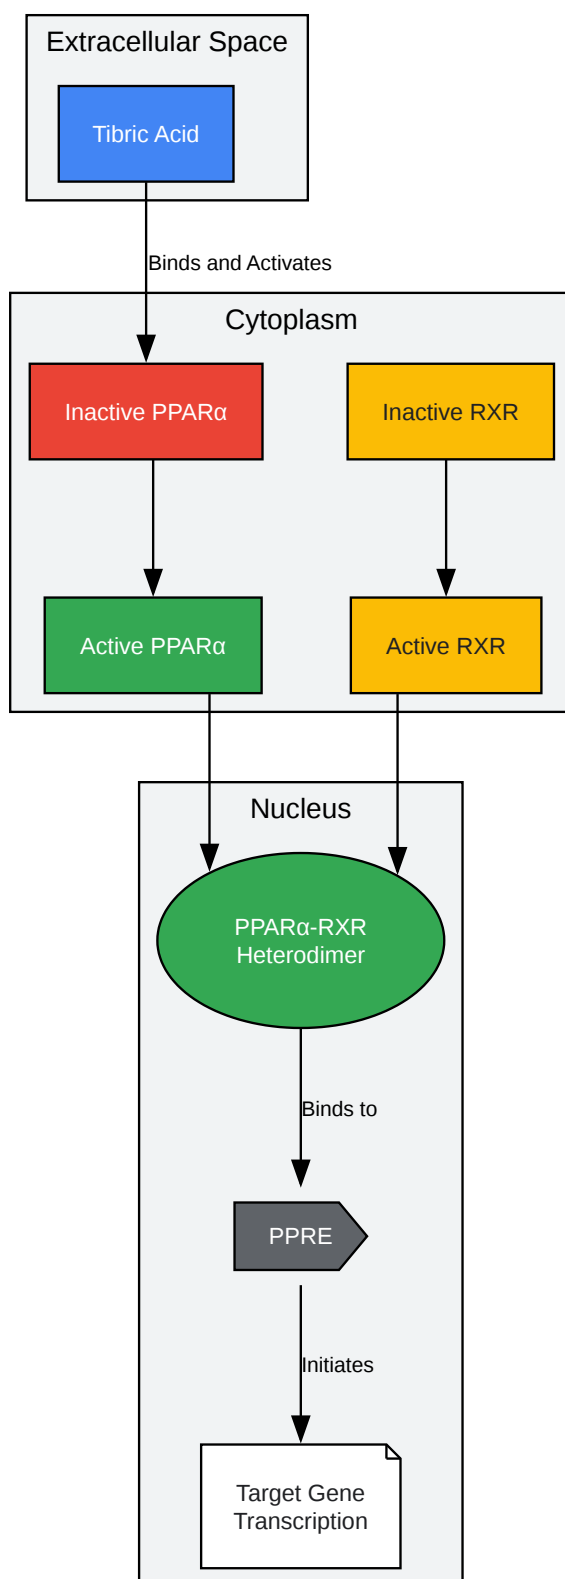 Extracellular Space
Tibric Acid
Binds and Activates
Cytoplasm
Inactive PPARα
Inactive RXR
Active PPARα
Active RXR
Nucleus
PPARα-RXR
Heterodimer
Binds to
PPRE
Initiates
Target Gene
Transcription